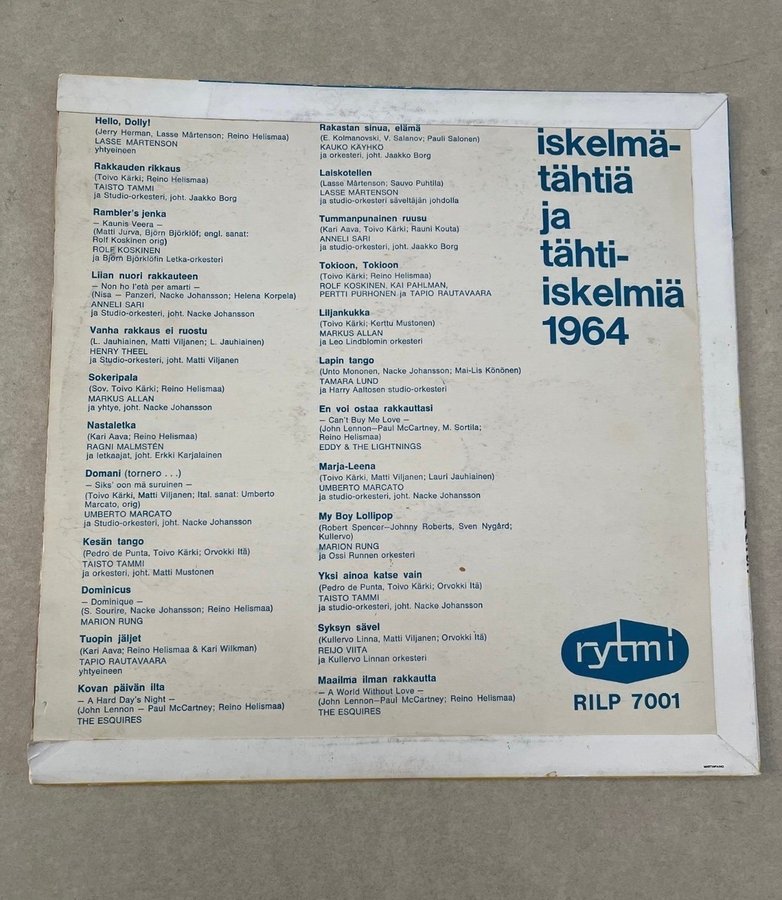 Hello, Dolly!
(Jerry Herman, Lasse Mårtenson; Reino Helismaa)
LASSE MÅRTENSON
yhtyeineen
Rakkauden rikkaus
(Toivo Kärki; Reino Helismaa)
TAISTO TAMMI
ja Studio-orkesteri, joht. Jaakko Borg
Rambler's jenka
— Kaunis Veera —
(Matti Jurva, Björn Björklöf; engl. sanat:
Rolf Koskinen orig)
ROLF KOSKINEN
ja Björn Björklöfin Letka-orkesteri
Liian nuori rakkauteen
— Non ho l'età per amarti —
(Nisa — Panzeri, Nacke Johansson; Helena Korpela)
ANNELI SARI
ja Studio-orkesteri, joht. Nacke Johansson
Vanha rakkaus ei ruostu
(L. Jauhiainen, Matti Viljanen; L. Jauhiainen)
HENRY THEEL
ja Studio-orkesteri, joht. Matti Viljanen
Sokeripala
(Sov. Toivo Kärki; Reino Helismaa)
MARKUS ALLAN
ja yhtye, joht. Nacke Johansson
Nastaletka
(Kari Aava; Reino Helismaa)
RAGNI MALMSTÉN
ja letkaajat, joht. Erkki Karjalainen
Domani (tornero . . .)
— Siks' oon mä suruinen —
(Toivo Kärki, Matti Viljanen; Ital. sanat: Umberto
Marcato, orig)
UMBERTO MARCATO
ja Studio-orkesteri, joht. Nacke Johansson
Kesän tango
(Pedro de Punta, Toivo Kärki; Orvokki Itä)
TAISTO TAMMI
ja orkesteri, joht. Matti Mustonen
Dominicus
— Dominique —
(S. Sourire, Nacke Johansson; Reino Helismaa)
MARION RUNG
Tuopin jäljet
(Kari Aava; Reino Helismaa & Kari Wilkman)
TAPIO RAUTAVAARA
yhtyeineen
Kovan päivän ilta
— A Hard Day's Night —
(John Lennon — Paul McCartney; Reino Helismaa)
THE ESQUIRES
Rakastan sinua, elämä
(E. Kolmanovski, V. Salanov; Pauli Salonen)
KAUKO KÄYHKÖ
ja orkesteri, joht. Jaakko Borg
Laiskotellen
(Lasse Mårtenson; Sauvo Puhtila)
LASSE MÅRTENSON
ja studio-orkesteri säveltäjän johdolla
Tummanpunainen ruusu
(Kari Aava, Toivo Kärki; Rauni Kouta)
ANNELI SARI
ja studio-orkesteri, joht. Jaakko Borg
Tokioon, Tokioon
(Toivo Kärki; Reino Helismaa)
ROLF KOSKINEN, KAI PAHLMAN,
PERTTI PURHONEN ja TAPIO RAUTAVAARA
Liljankukka
(Toivo Kärki; Kerttu Mustonen)
MARKUS ALLAN
ja Leo Lindblomin orkesteri
Lapin tango
(Unto Mononen, Nacke Johansson; Mai-Lis Könönen)
TAMARA LUND
ja Harry Aaltosen studio-orkesteri
En voi ostaa rakkauttasi
— Can't Buy Me Love —
(John Lennon—Paul McCartney, M. Sortila;
Reino Helismaa)
EDDY & THE LIGHTNINGS
Marja-Leena
(Toivo Kärki, Matti Viljanen; Lauri Jauhiainen)
UMBERTO MARCATO
ja studio-orkesteri, joht. Nacke Johansson
My Boy Lollipop
(Robert Spencer—Johnny Roberts, Sven Nygård;
Kullervo)
MARION RUNG
ja Ossi Runnen orkesteri
Yksi ainoa katse vain
(Pedro de Punta, Toivo Kärki; Orvokki Itä)
TAISTO TAMMI
ja studio-orkesteri, joht. Nacke Johansson
Syksyn sävel
(Kullervo Linna, Matti Viljanen; Orvokki Itä)
REIJO VIITA
ja Kullervo Linnan orkesteri
Maailma ilman rakkautta
— A World Without Love —
(John Lennon—Paul McCartney; Reino Helismaa)
THE ESQUIRES
iskelmä-
tähtiä
ja
tähti-
iskelmiä
1964
rytmi
RILP 7001